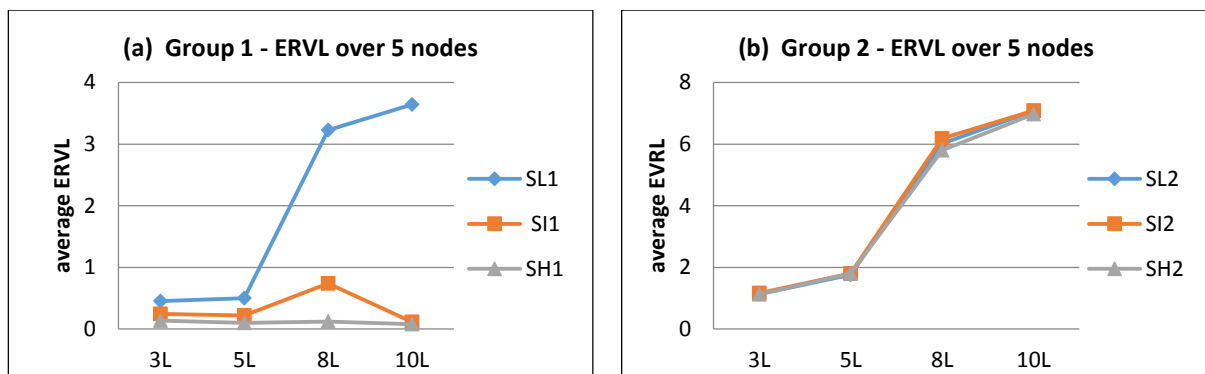 (a) Group 1 - ERVL over 5 nodes
average ERVL
4
3
2
1
0
3L 5L 8L 10L
SL1
SI1
SH1
(b) Group 2 - ERVL over 5 nodes
average EVRL
8
6
4
2
0
3L 5L 8L 10L
SL2
SI2
SH2